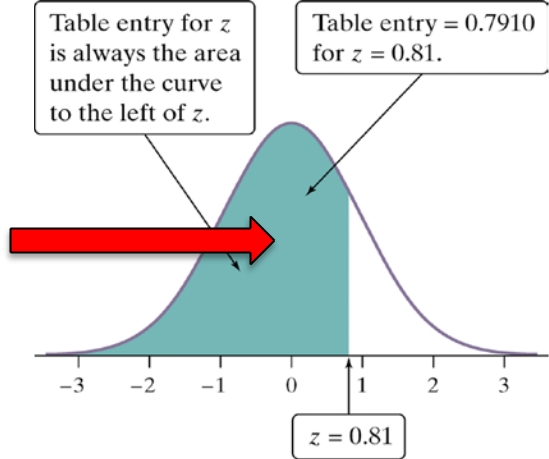 Table entry for z
is always the area
under the curve
to the left of z.
Table entry = 0.7910
for z = 0.81.
−3 −2 −1 0 1 2 3
z = 0.81